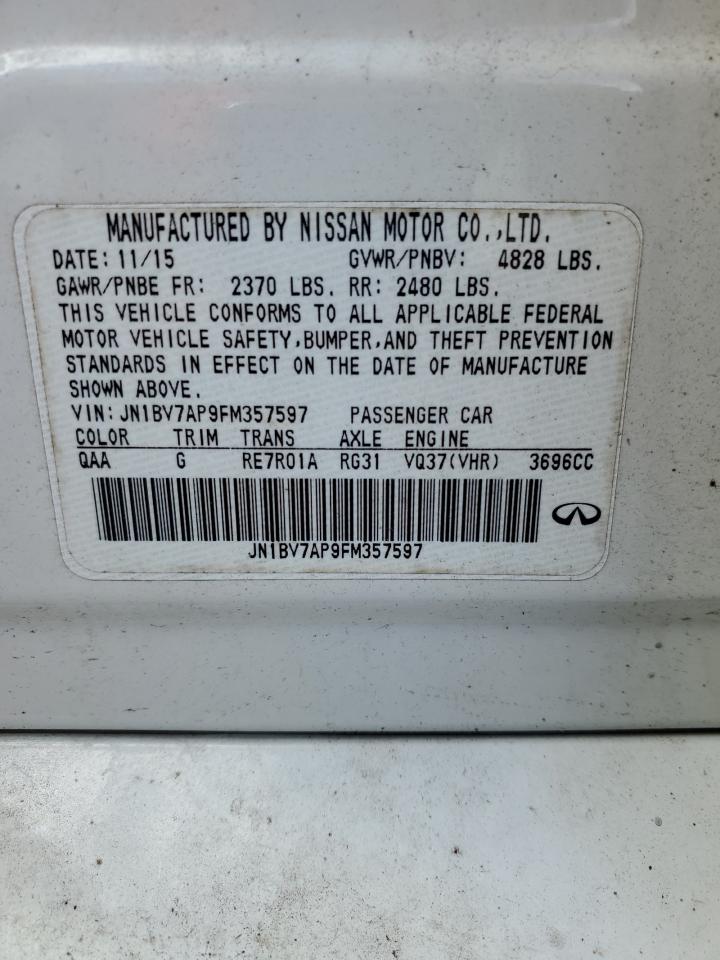 MANUFACTURED BY NISSAN MOTOR CO.,LTD.
DATE: 11/15 GVWR/PNBV: 4828 LBS.
GAWR/PNBE FR: 2370 LBS. RR: 2480 LBS.
THIS VEHICLE CONFORMS TO ALL APPLICABLE FEDERAL
MOTOR VEHICLE SAFETY,BUMPER,AND THEFT PREVENTION
STANDARDS IN EFFECT ON THE DATE OF MANUFACTURE
SHOWN ABOVE.
VIN: JN1BV7AP9FM357597 PASSENGER CAR
COLOR TRIM TRANS AXLE ENGINE
QAA G RE7R01A RG31 VQ37(VHR) 3696CC
JN1BV7AP9FM357597